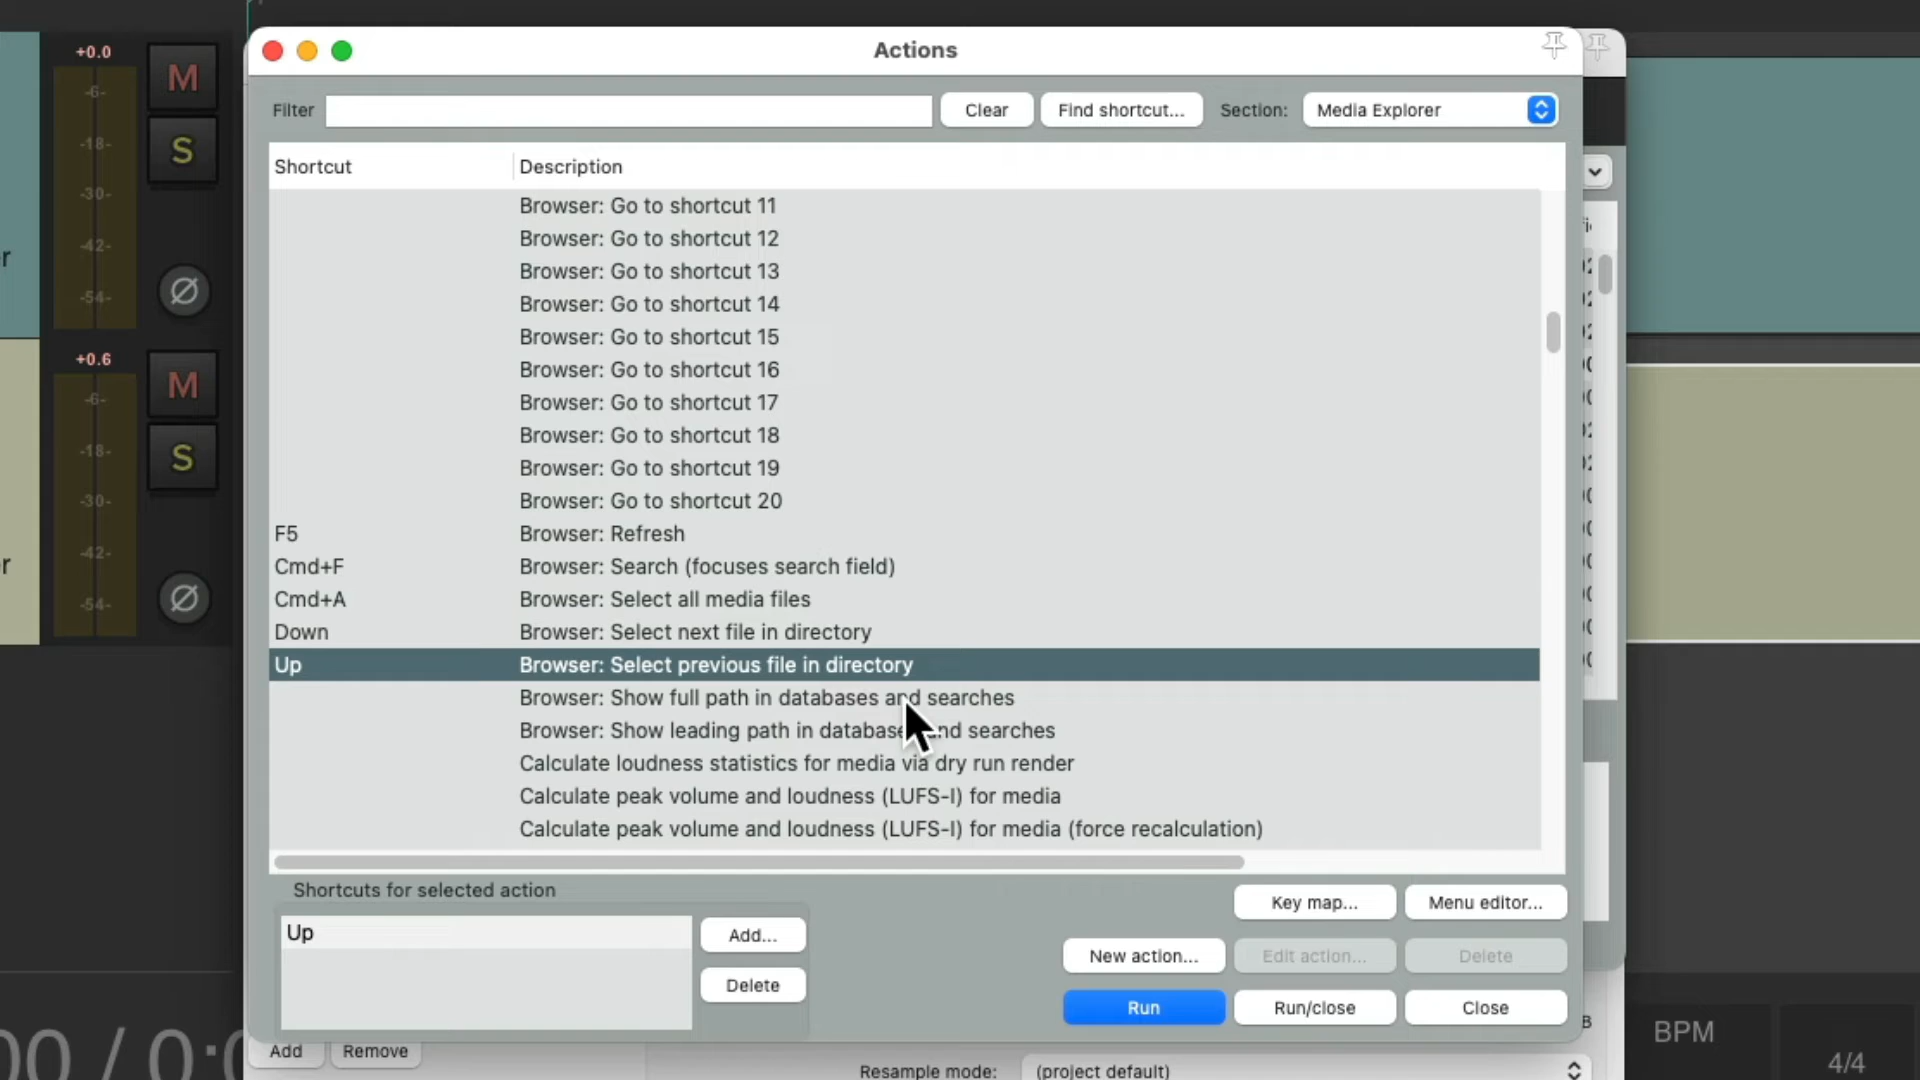 Actions
Filter
Clear
Find shortcut...
Section:
Media Explorer
Shortcut Description
Browser: Go to shortcut 11
Browser: Go to shortcut 12
Browser: Go to shortcut 13
Browser: Go to shortcut 14
Browser: Go to shortcut 15
Browser: Go to shortcut 16
Browser: Go to shortcut 17
Browser: Go to shortcut 18
Browser: Go to shortcut 19
Browser: Go to shortcut 20
F5 Browser: Refresh
Cmd+F Browser: Search (focuses search field)
Cmd+A Browser: Select all media files
Down Browser: Select next file in directory
Up Browser: Select previous file in directory
Browser: Show full path in databases and searches
Browser: Show leading path in databases and searches
Calculate loudness statistics for media via dry run render
Calculate peak volume and loudness (LUFS-I) for media
Calculate peak volume and loudness (LUFS-I) for media (force recalculation)
Shortcuts for selected action
Up
Add...
Delete
Key map...
Menu editor...
New action...
Edit action...
Delete
Run
Run/close
Close
+0.0
-6-
-18-
-30-
-42-
-54-
M
S
+0.6
-6-
-18-
-30-
-42-
-54-
M
S
Add
Remove
Resample mode:
(project default)
BPM
4/4